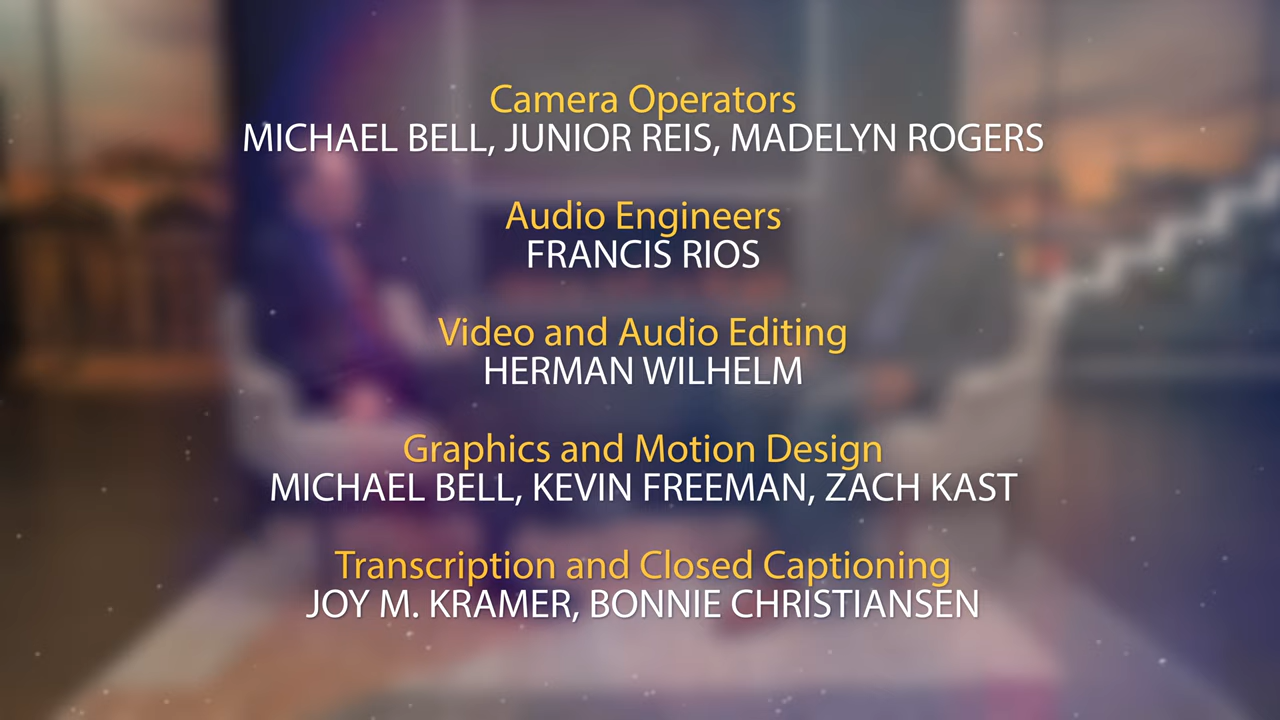 Camera Operators
MICHAEL BELL, JUNIOR REIS, MADELYN ROGERS
Audio Engineers
FRANCIS RIOS
Video and Audio Editing
HERMAN WILHELM
Graphics and Motion Design
MICHAEL BELL, KEVIN FREEMAN, ZACH KAST
Transcription and Closed Captioning
JOY M. KRAMER, BONNIE CHRISTIANSEN